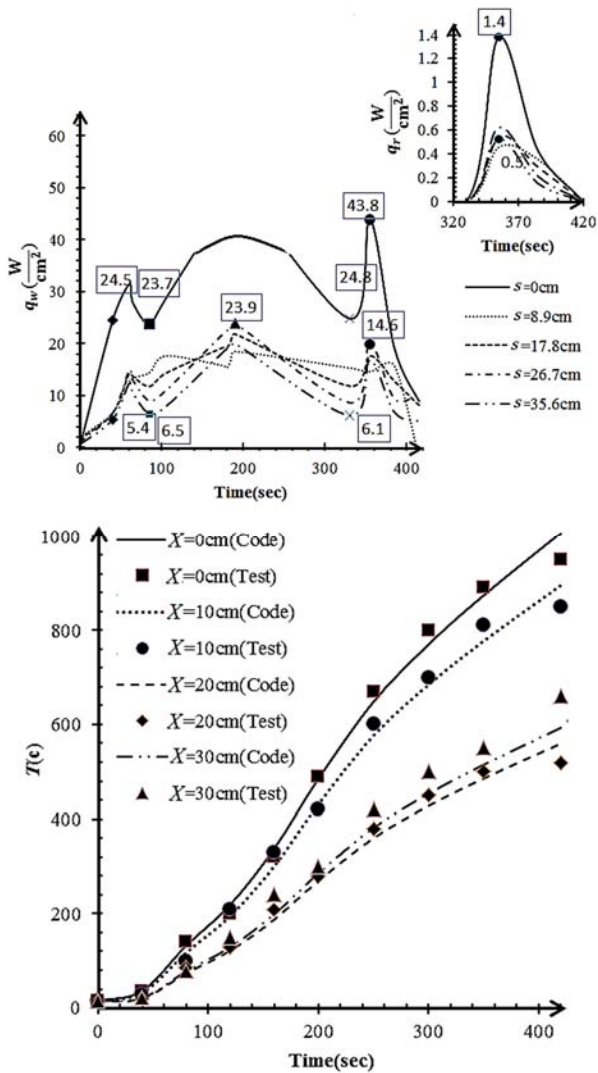 1.4
1.4
1.2
1
0.8
0.6
0.4
0.2
0
0.5
q_r (W/cm²)
320 370 420
Time(sec)
60
50
40
30
20
10
0
q_w (W/cm²)
24.5
23.7
23.9
24.8
43.8
14.6
5.4
6.5
6.1
0 100 200 300 400
Time(sec)
s=0cm
s=8.9cm
s=17.8cm
s=26.7cm
s=35.6cm
1000
800
600
400
200
0
T(c)
X=0cm(Code)
X=0cm(Test)
X=10cm(Code)
X=10cm(Test)
X=20cm(Code)
X=20cm(Test)
X=30cm(Code)
X=30cm(Test)
0 100 200 300 400
Time(sec)